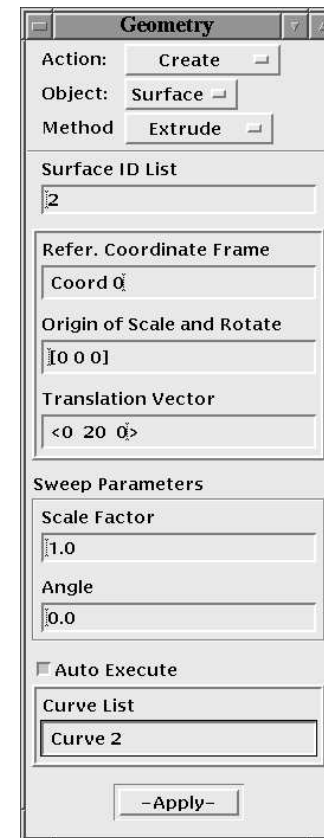 Geometry
Action: Create
Object: Surface
Method Extrude
Surface ID List
2
Refer. Coordinate Frame
Coord 0
Origin of Scale and Rotate
[0 0 0]
Translation Vector
<0 20 0>
Sweep Parameters
Scale Factor
1.0
Angle
0.0
Auto Execute
Curve List
Curve 2
-Apply-